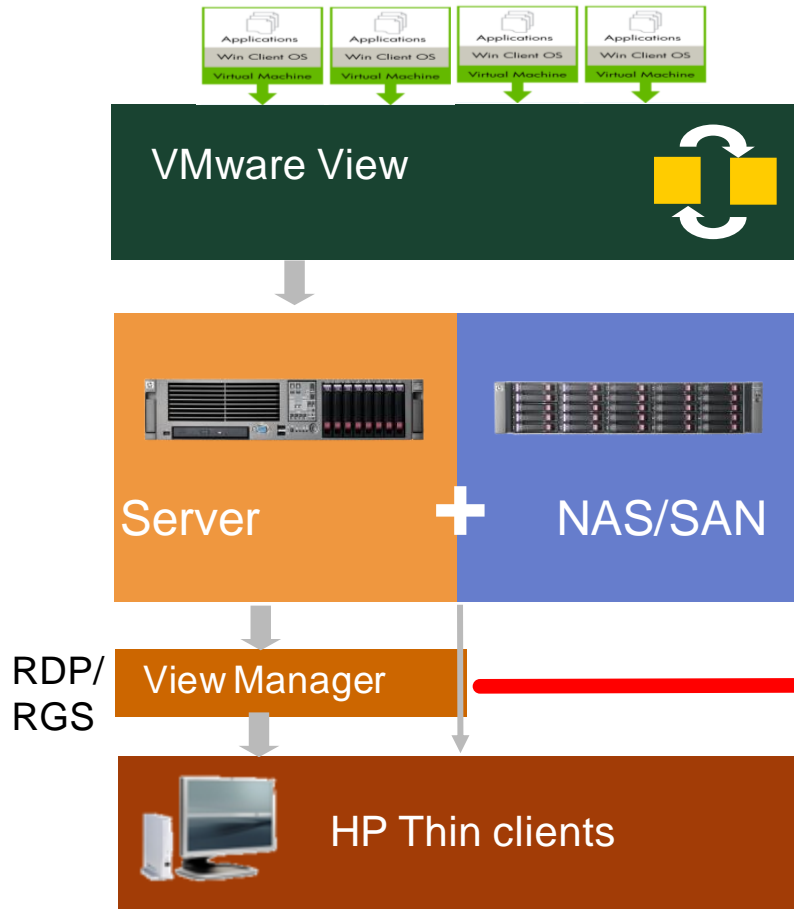 Applications
Win Client OS
Virtual Machine
Applications
Win Client OS
Virtual Machine
Applications
Win Client OS
Virtual Machine
Applications
Win Client OS
Virtual Machine
VMware View
Server
NAS/SAN
RDP/
RGS
View Manager
HP Thin clients